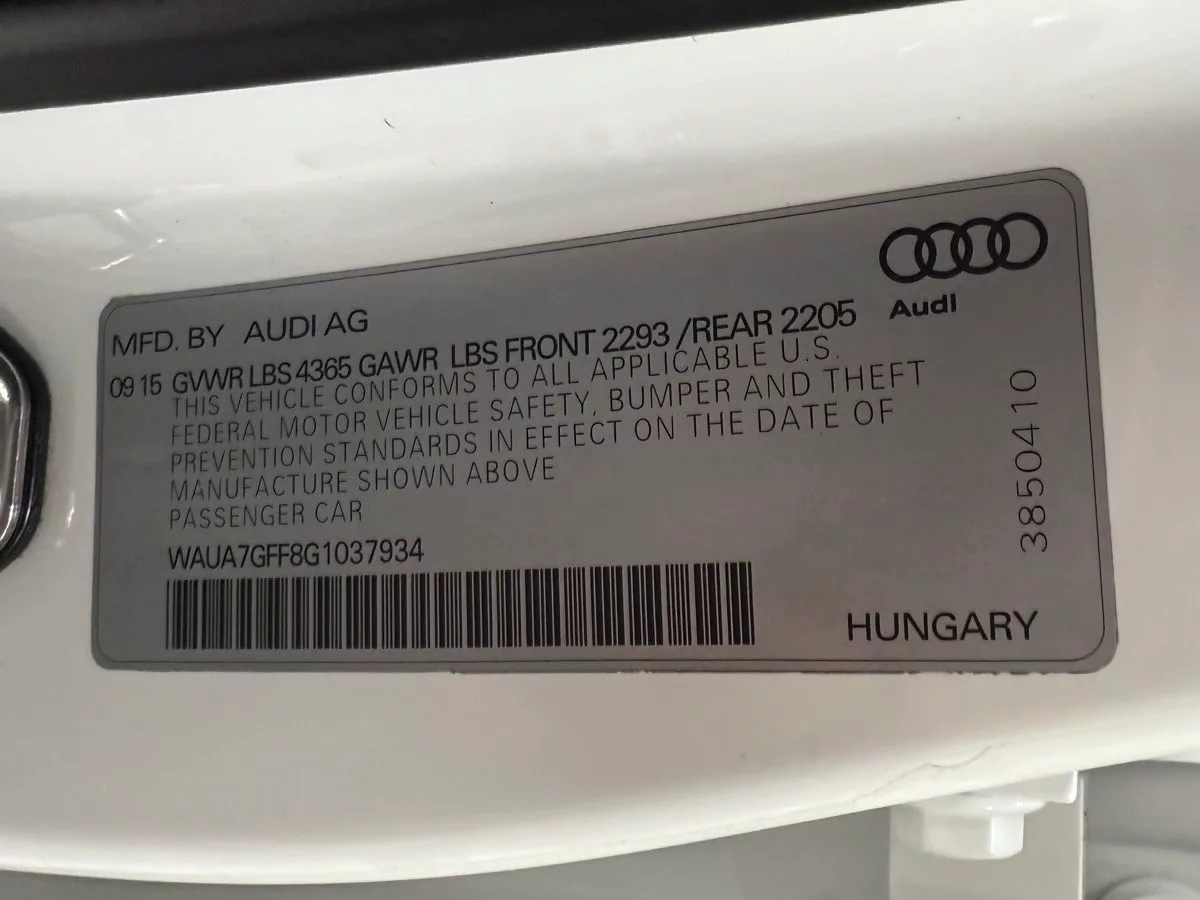 Audi
MFD. BY AUDI AG
09 15 GVWR LBS 4365 GAWR LBS FRONT 2293 /REAR 2205
THIS VEHICLE CONFORMS TO ALL APPLICABLE U.S.
FEDERAL MOTOR VEHICLE SAFETY, BUMPER AND THEFT
PREVENTION STANDARDS IN EFFECT ON THE DATE OF
MANUFACTURE SHOWN ABOVE
PASSENGER CAR
WAUA7GFF8G1037934
HUNGARY
3850410